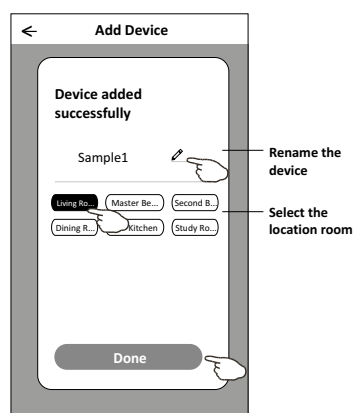 Add Device
Device added
successfully
Sample1
Rename the
device
Living Ro...
Master Be...
Second B...
Select the
location room
Dining R...
Kitchen
Study Ro...
Done